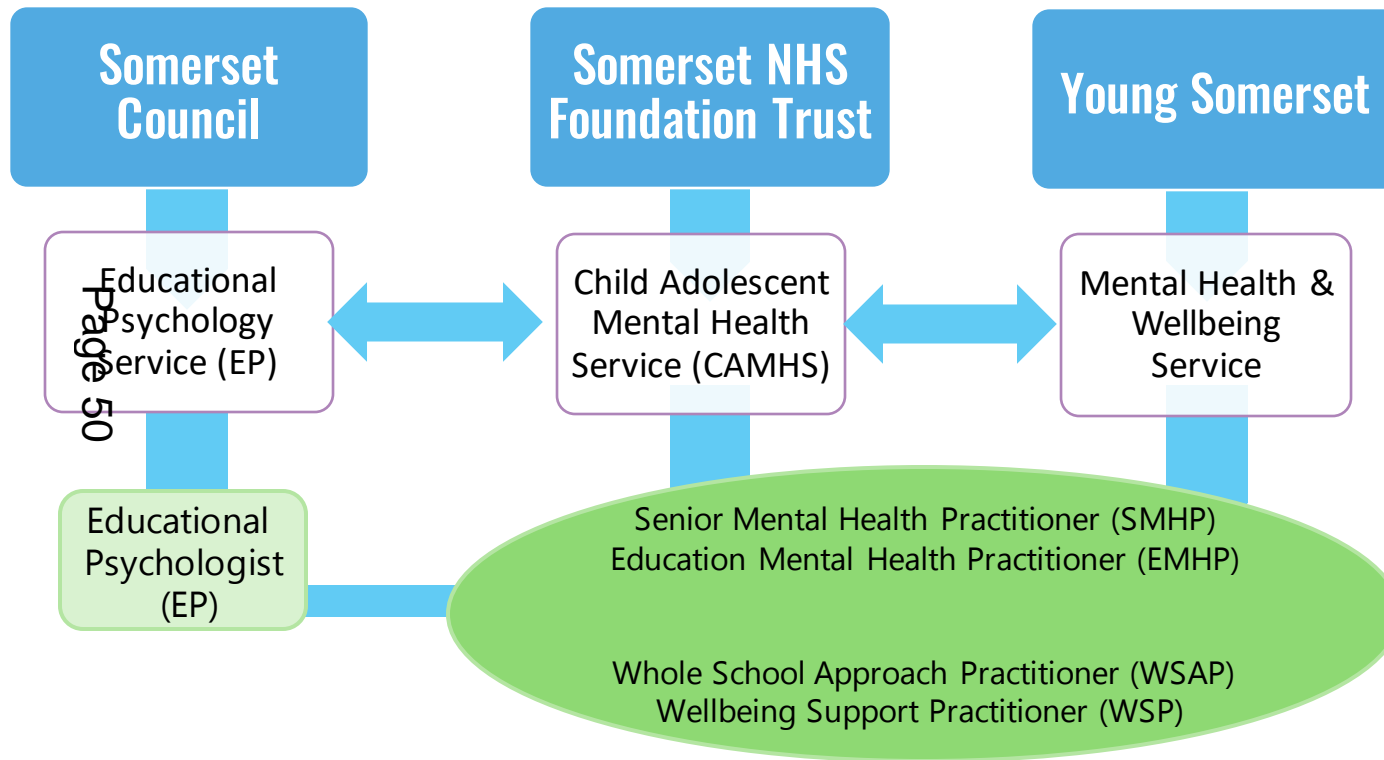 Somerset
Council
Somerset NHS
Foundation Trust
Young Somerset
Educational
Psychology
Service (EP)
Child Adolescent
Mental Health
Service (CAMHS)
Mental Health &
Wellbeing
Service
Page 50
Educational
Psychologist
(EP)
Senior Mental Health Practitioner (SMHP)
Education Mental Health Practitioner (EMHP)
Whole School Approach Practitioner (WSAP)
Wellbeing Support Practitioner (WSP)